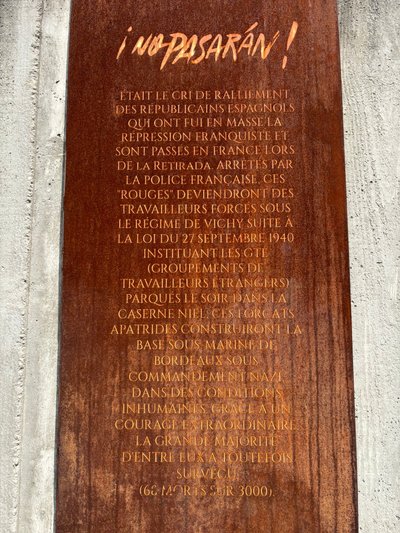 ¡NO PASARÁN!
ÉTAIT LE CRI DE RALLIEMENT
DES RÉPUBLICAINS ESPAGNOLS
QUI ONT FUI EN MASSE LA
RÉPRESSION FRANQUISTE ET
SONT PASSÉS EN FRANCE LORS
DE LA RETIRADA. ARRÊTÉS PAR
LA POLICE FRANÇAISE, CES
"ROUGES" DEVIENDRONT DES
TRAVAILLEURS FORCÉS SOUS
LE RÉGIME DE VICHY SUITE À
LA LOI DU 27 SEPTEMBRE 1940
INSTITUANT LES GTE
(GROUPEMENTS DE
TRAVAILLEURS ÉTRANGERS)
PARQUÉS LE SOIR DANS LA
CASERNE NIEL, CES FORÇATS
APATRIDES CONSTRUIRONT LA
BASE SOUS-MARINE DE
BORDEAUX SOUS
COMMANDEMENT NAZI
DANS DES CONDITIONS
INHUMAINES. GRÂCE À UN
COURAGE EXTRAORDINAIRE
LA GRANDE MAJORITÉ
D'ENTRE EUX A TOUTEFOIS
SURVÉCU
(68 MORTS SUR 3000).